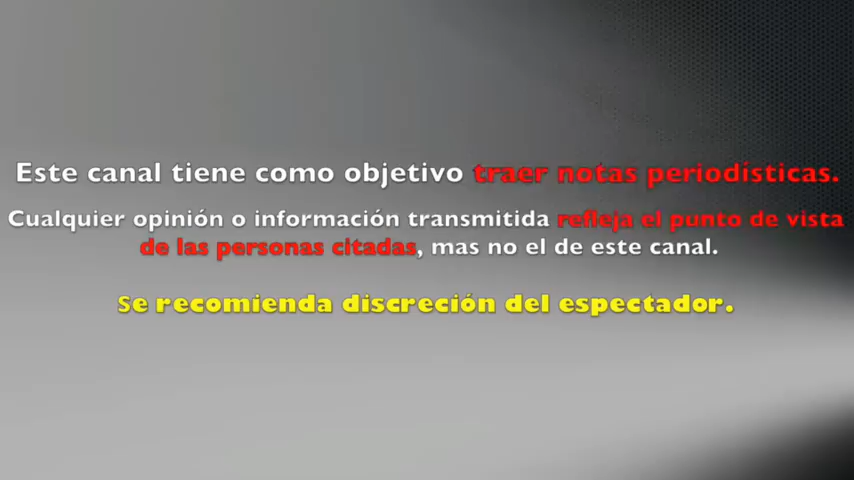 Este canal tiene como objetivo traer notas periodísticas.
Cualquier opinión o información transmitida refleja el punto de vista
de las personas citadas, mas no el de este canal.
Se recomienda discreción del espectador.